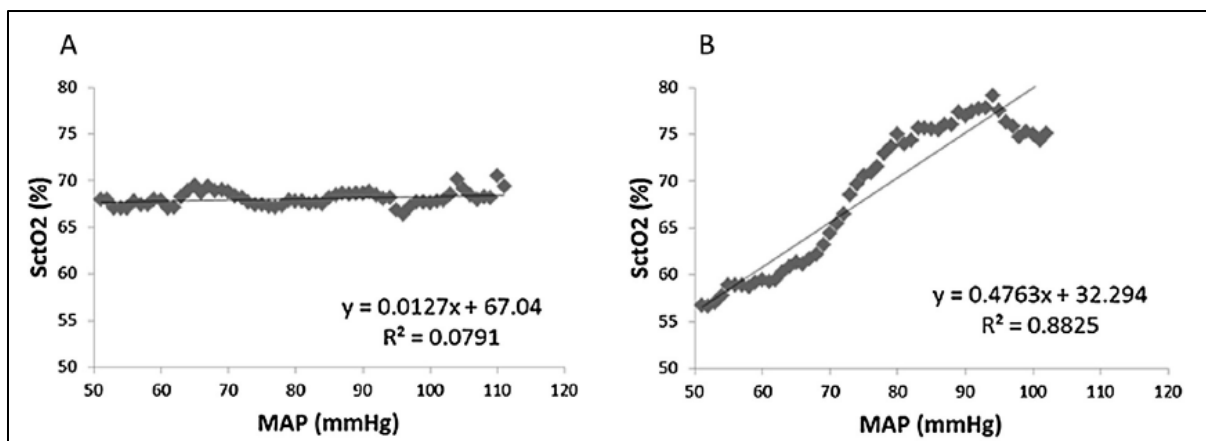 A
80
75
70
65
60
55
50
SctO2 (%)
y = 0.0127x + 67.04
R² = 0.0791
50 60 70 80 90 100 110 120
MAP (mmHg)
B
80
75
70
65
60
55
50
SctO2 (%)
y = 0.4763x + 32.294
R² = 0.8825
50 60 70 80 90 100 110 120
MAP (mmHg)